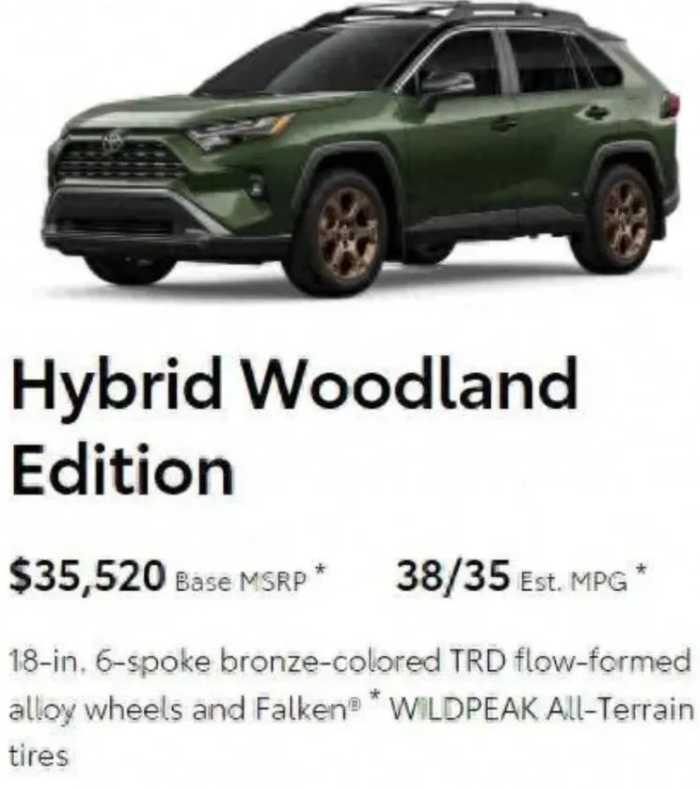 Hybrid Woodland
Edition
$35,520 Base MSRP * 38/35 Est. MPG *
18-in. 6-spoke bronze-colored TRD flow-formed
alloy wheels and Falken® * WILDPEAK All-Terrain
tires